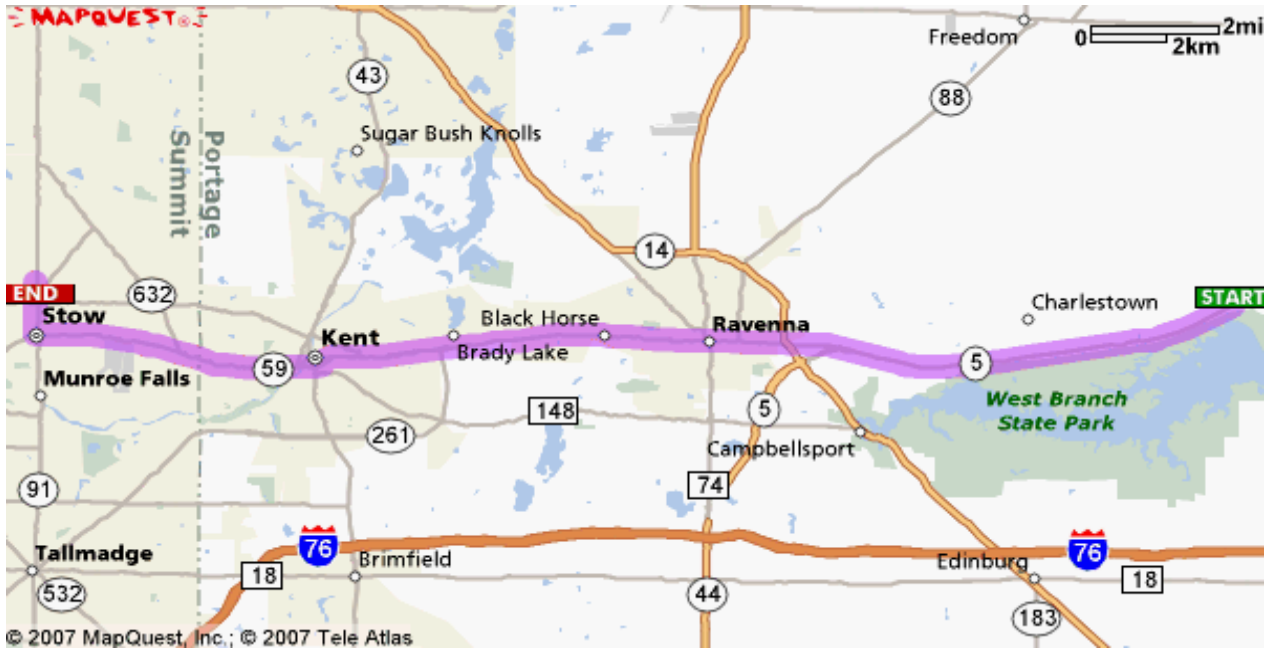 MAPQUEST®
Freedom
0 2mi
2km
43
88
Sugar Bush Knolls
Portage
Summit
14
END
632
Charlestown
START
Stow
Black Horse
Ravenna
Kent
Brady Lake
59
5
Munroe Falls
West Branch
State Park
148
5
261
Campbellsport
91
74
76
76
Tallmadge
18
Brimfield
Edinburg
18
532
44
183
© 2007 MapQuest, Inc.; © 2007 Tele Atlas